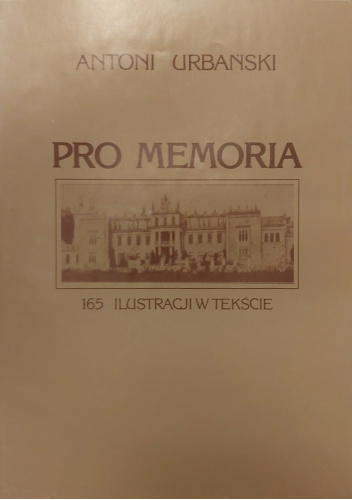 ANTONI URBAŃSKI
PRO MEMORIA
165 ILUSTRACJI W TEKŚCIE